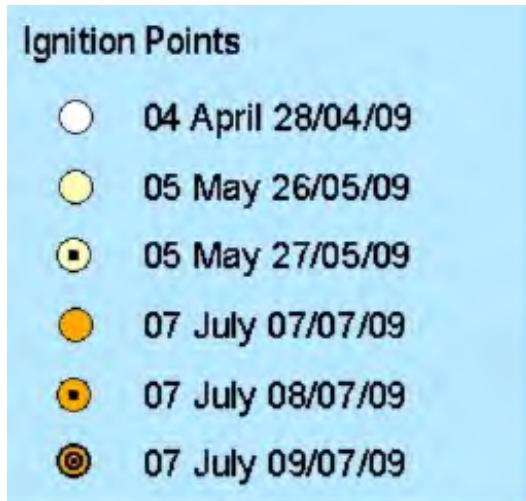 Ignition Points
04 April 28/04/09
05 May 26/05/09
05 May 27/05/09
07 July 07/07/09
07 July 08/07/09
07 July 09/07/09